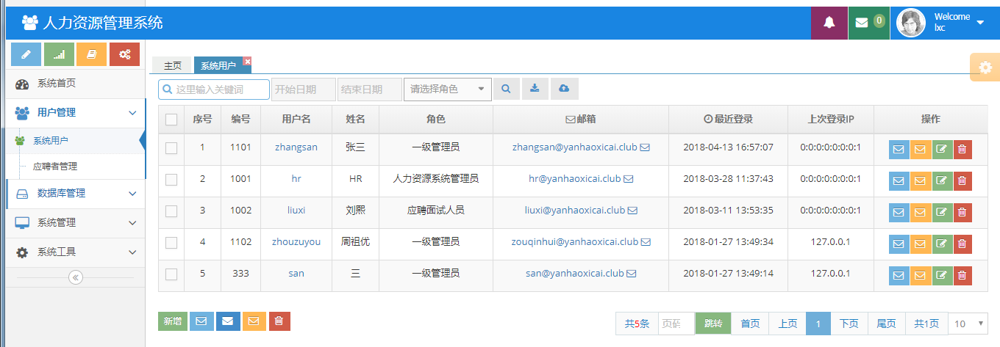 人力资源管理系统
0
Welcome
lxc
系统首页
用户管理
系统用户
应聘者管理
数据库管理
系统管理
系统工具
主页 系统用户
这里输入关键词 开始日期 结束日期 请选择角色
序号 编号 用户名 姓名 角色 邮箱 最近登录 上次登录IP 操作
1 1101 zhangsan 张三 一级管理员 zhangsan@yanhaoxicai.club 2018-04-13 16:57:07 0:0:0:0:0:0:0:1
2 1001 hr HR 人力资源系统管理员 hr@yanhaoxicai.club 2018-03-28 11:37:43 0:0:0:0:0:0:0:1
3 1002 liuxi 刘熙 应聘面试人员 liuxi@yanhaoxicai.club 2018-03-11 13:53:35 0:0:0:0:0:0:0:1
4 1102 zhouzuyou 周祖优 一级管理员 zouqinhui@yanhaoxicai.club 2018-01-27 13:49:34 127.0.0.1
5 333 san 三 一级管理员 san@yanhaoxicai.club 2018-01-27 13:49:14 127.0.0.1
新增
共5条 页码 跳转 首页 上页 1 下页 尾页 共1页 10